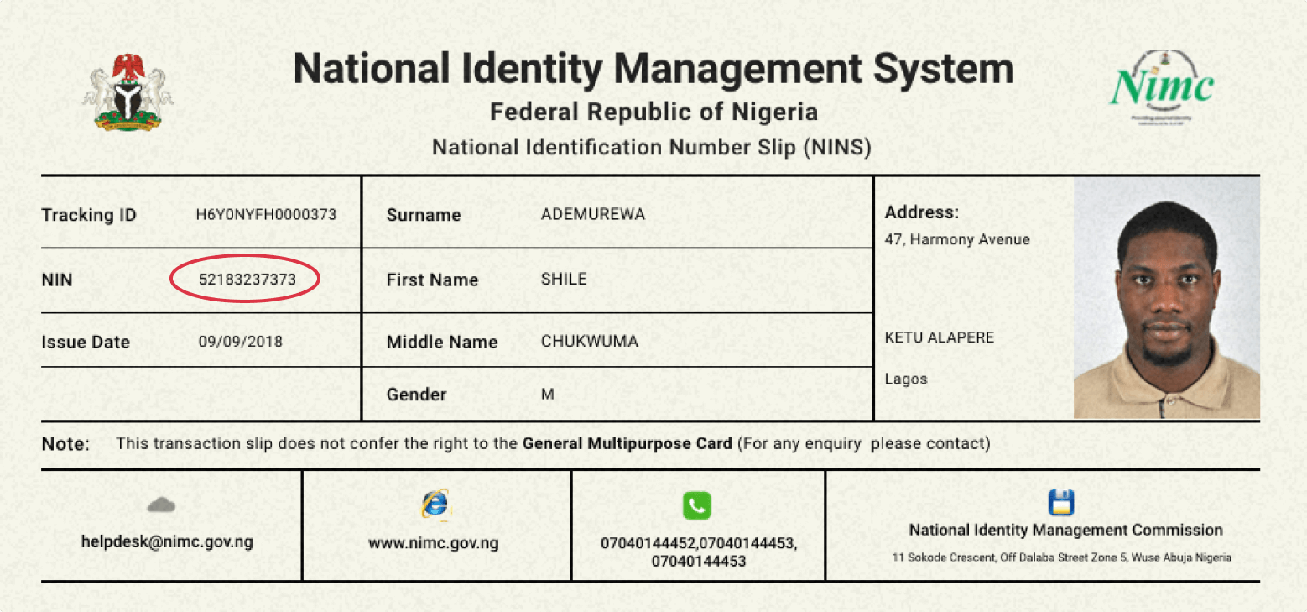 National Identity Management System
Federal Republic of Nigeria
National Identification Number Slip (NINS)
Nimc
Tracking ID H6Y0NYFH0000373
NIN 52183237373
Issue Date 09/09/2018
Surname ADEMUREWA
First Name SHILE
Middle Name CHUKWUMA
Gender M
Address:
47, Harmony Avenue
KETU ALAPERE
Lagos
Note: This transaction slip does not confer the right to the General Multipurpose Card (For any enquiry please contact)
helpdesk@nimc.gov.ng
www.nimc.gov.ng
07040144452,07040144453,
07040144453
National Identity Management Commission
11 Sokode Crescent, Off Dalaba Street Zone 5, Wuse Abuja Nigeria